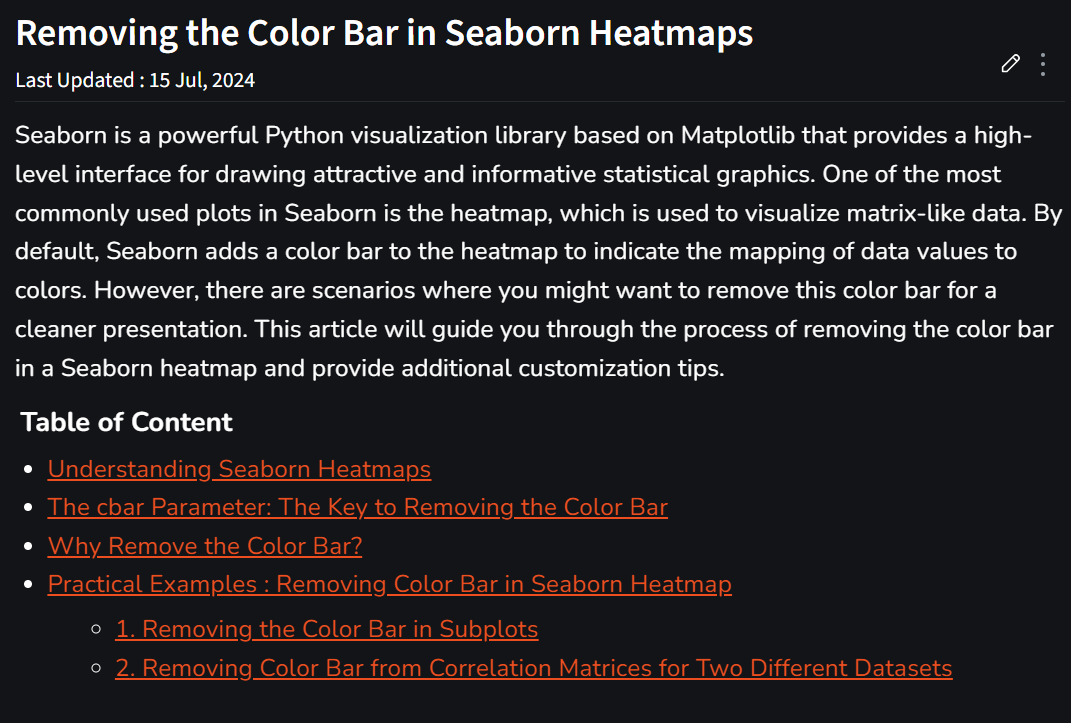 Removing the Color Bar in Seaborn Heatmaps
Last Updated : 15 Jul, 2024
Seaborn is a powerful Python visualization library based on Matplotlib that provides a high-
level interface for drawing attractive and informative statistical graphics. One of the most
commonly used plots in Seaborn is the heatmap, which is used to visualize matrix-like data. By
default, Seaborn adds a color bar to the heatmap to indicate the mapping of data values to
colors. However, there are scenarios where you might want to remove this color bar for a
cleaner presentation. This article will guide you through the process of removing the color bar
in a Seaborn heatmap and provide additional customization tips.
Table of Content
Understanding Seaborn Heatmaps
The cbar Parameter: The Key to Removing the Color Bar
Why Remove the Color Bar?
Practical Examples : Removing Color Bar in Seaborn Heatmap
1. Removing the Color Bar in Subplots
2. Removing Color Bar from Correlation Matrices for Two Different Datasets